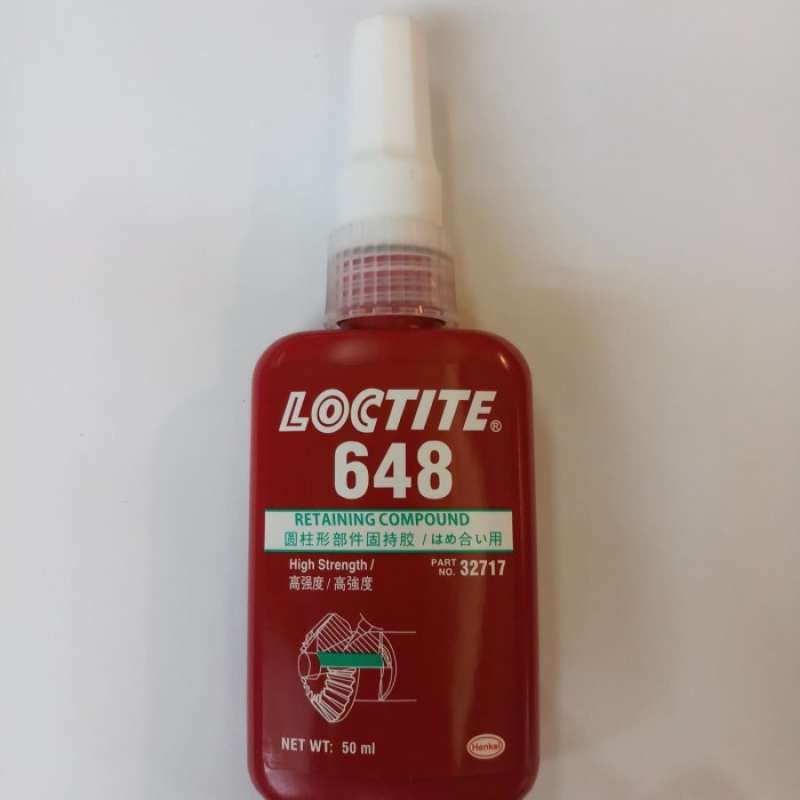 LOCTITE®
648
RETAINING COMPOUND
圆柱形部件固持胶 / はめ合い用
High Strength / PART NO. 32717
高强度 / 高強度
NET WT: 50 ml
Henkel